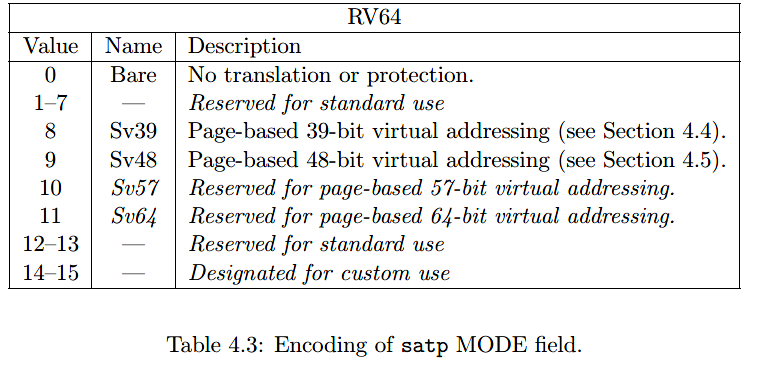 RV64
Value Name Description
0 Bare No translation or protection.
1–7 — Reserved for standard use
8 Sv39 Page-based 39-bit virtual addressing (see Section 4.4).
9 Sv48 Page-based 48-bit virtual addressing (see Section 4.5).
10 Sv57 Reserved for page-based 57-bit virtual addressing.
11 Sv64 Reserved for page-based 64-bit virtual addressing.
12–13 — Reserved for standard use
14–15 — Designated for custom use
Table 4.3: Encoding of satp MODE field.